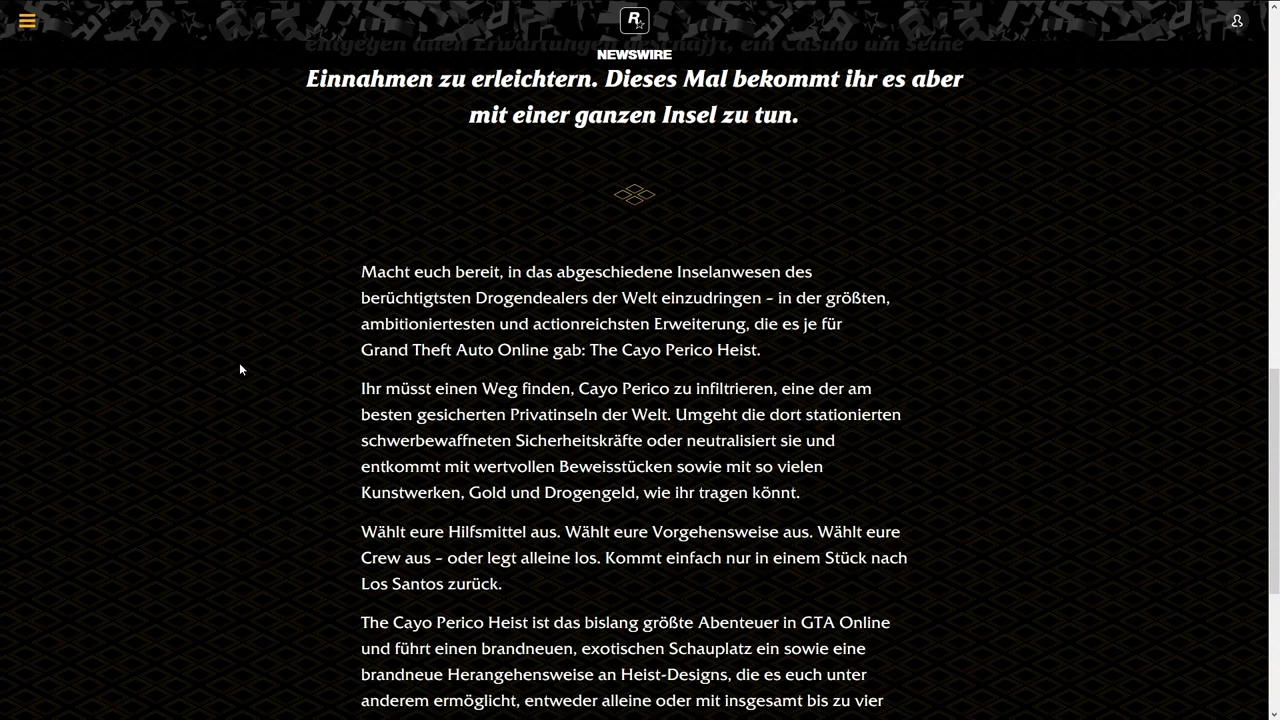 entgegen allen Erwartungen geschafft, ein Casino um seine
NEWSWIRE
Einnahmen zu erleichtern. Dieses Mal bekommt ihr es aber
mit einer ganzen Insel zu tun.
Macht euch bereit, in das abgeschiedene Inselanwesen des
berüchtigtsten Drogendealers der Welt einzudringen – in der größten,
ambitioniertesten und actionreichsten Erweiterung, die es je für
Grand Theft Auto Online gab: The Cayo Perico Heist.
Ihr müsst einen Weg finden, Cayo Perico zu infiltrieren, eine der am
besten gesicherten Privatinseln der Welt. Umgeht die dort stationierten
schwerbewaffneten Sicherheitskräfte oder neutralisiert sie und
entkommt mit wertvollen Beweisstücken sowie mit so vielen
Kunstwerken, Gold und Drogengeld, wie ihr tragen könnt.
Wählt eure Hilfsmittel aus. Wählt eure Vorgehensweise aus. Wählt eure
Crew aus – oder legt alleine los. Kommt einfach nur in einem Stück nach
Los Santos zurück.
The Cayo Perico Heist ist das bislang größte Abenteuer in GTA Online
und führt einen brandneuen, exotischen Schauplatz ein sowie eine
brandneue Herangehensweise an Heist-Designs, die es euch unter
anderem ermöglicht, entweder alleine oder mit insgesamt bis zu vier